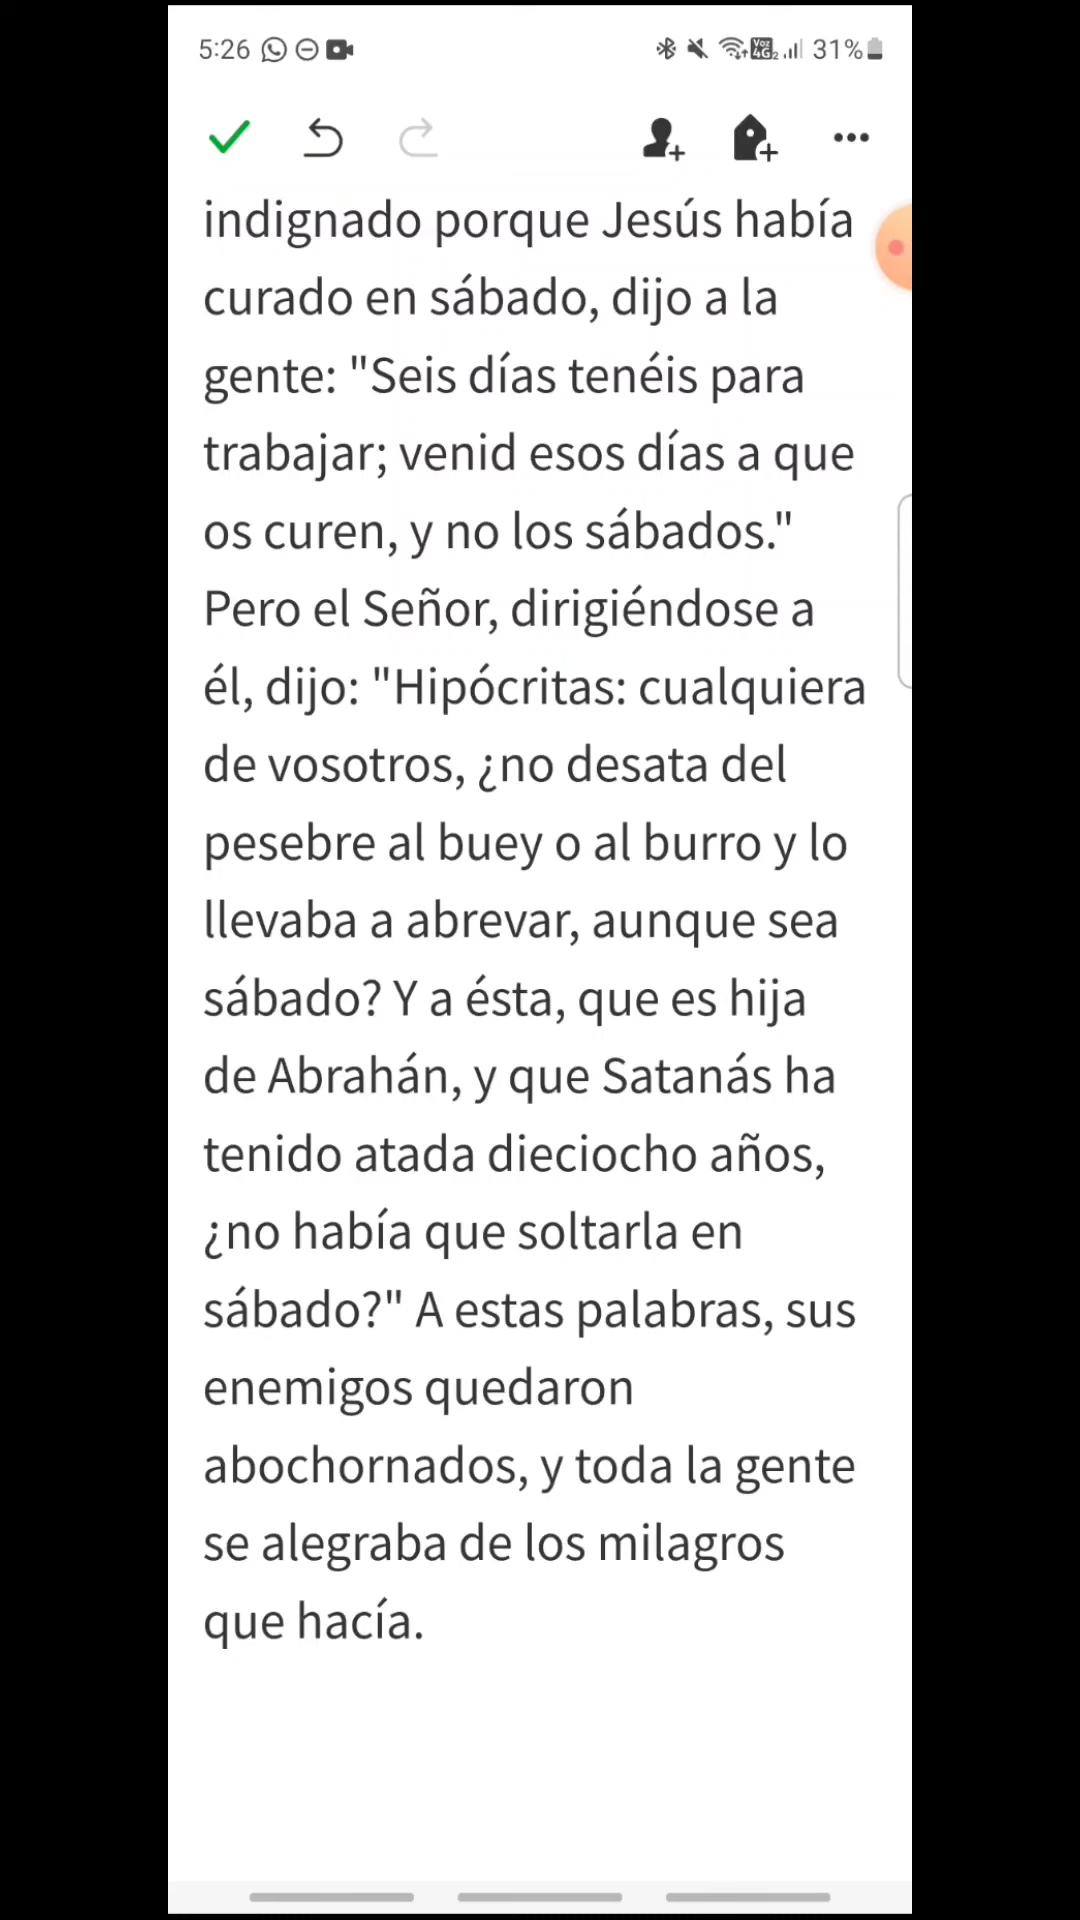 5:26
Voz 4G 2 31%
indignado porque Jesús había
curado en sábado, dijo a la
gente: "Seis días tenéis para
trabajar; venid esos días a que
os curen, y no los sábados."
Pero el Señor, dirigiéndose a
él, dijo: "Hipócritas: cualquiera
de vosotros, ¿no desata del
pesebre al buey o al burro y lo
llevaba a abrevar, aunque sea
sábado? Y a ésta, que es hija
de Abrahán, y que Satanás ha
tenido atada dieciocho años,
¿no había que soltarla en
sábado?" A estas palabras, sus
enemigos quedaron
abochornados, y toda la gente
se alegraba de los milagros
que hacía.